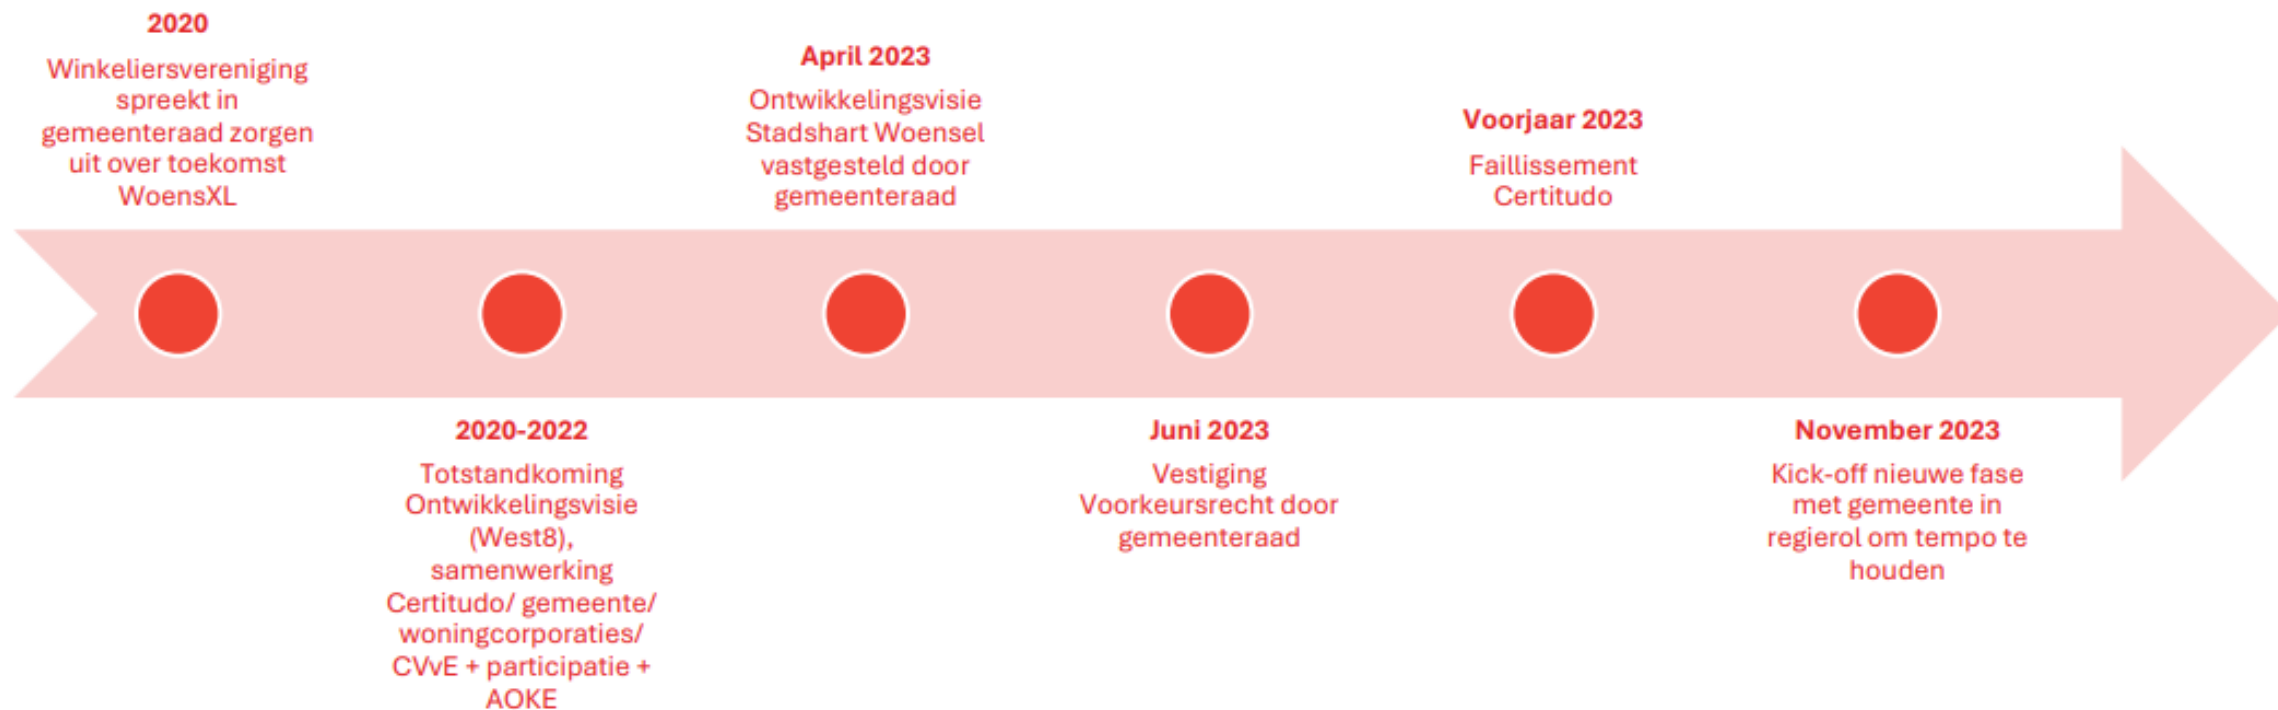 2020
Winkeliersvereniging
spreekt in
gemeenteraad zorgen
uit over toekomst
WoensXL
2020-2022
Totstandkoming
Ontwikkelingsvisie
(West8),
samenwerking
Certitudo/ gemeente/
woningcorporaties/
CVvE + participatie +
AOKE
April 2023
Ontwikkelingsvisie
Stadshart Woensel
vastgesteld door
gemeenteraad
Juni 2023
Vestiging
Voorkeursrecht door
gemeenteraad
Voorjaar 2023
Faillissement
Certitudo
November 2023
Kick-off nieuwe fase
met gemeente in
regierol om tempo te
houden